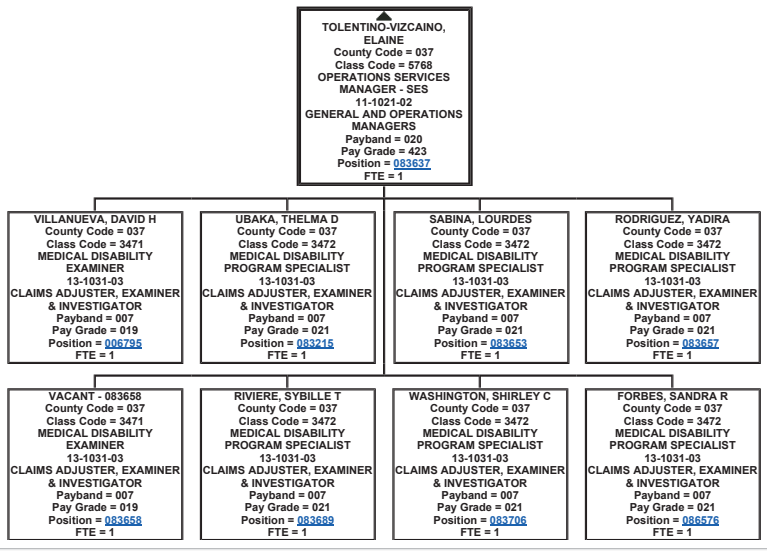 TOLENTINO-VIZCAINO,
ELAINE
County Code = 037
Class Code = 5768
OPERATIONS SERVICES
MANAGER - SES
11-1021-02
GENERAL AND OPERATIONS
MANAGERS
Payband = 020
Pay Grade = 423
Position = 083637
FTE = 1
VILLANUEVA, DAVID H
County Code = 037
Class Code = 3471
MEDICAL DISABILITY
EXAMINER
13-1031-03
CLAIMS ADJUSTER, EXAMINER
& INVESTIGATOR
Payband = 007
Pay Grade = 019
Position = 006795
FTE = 1
UBAKA, THELMA D
County Code = 037
Class Code = 3472
MEDICAL DISABILITY
PROGRAM SPECIALIST
13-1031-03
CLAIMS ADJUSTER, EXAMINER
& INVESTIGATOR
Payband = 007
Pay Grade = 021
Position = 083215
FTE = 1
SABINA, LOURDES
County Code = 037
Class Code = 3472
MEDICAL DISABILITY
PROGRAM SPECIALIST
13-1031-03
CLAIMS ADJUSTER, EXAMINER
& INVESTIGATOR
Payband = 007
Pay Grade = 021
Position = 083653
FTE = 1
RODRIGUEZ, YADIRA
County Code = 037
Class Code = 3472
MEDICAL DISABILITY
PROGRAM SPECIALIST
13-1031-03
CLAIMS ADJUSTER, EXAMINER
& INVESTIGATOR
Payband = 007
Pay Grade = 021
Position = 083657
FTE = 1
VACANT - 083658
County Code = 037
Class Code = 3471
MEDICAL DISABILITY
EXAMINER
13-1031-03
CLAIMS ADJUSTER, EXAMINER
& INVESTIGATOR
Payband = 007
Pay Grade = 019
Position = 083658
FTE = 1
RIVIERE, SYBILLE T
County Code = 037
Class Code = 3472
MEDICAL DISABILITY
PROGRAM SPECIALIST
13-1031-03
CLAIMS ADJUSTER, EXAMINER
& INVESTIGATOR
Payband = 007
Pay Grade = 021
Position = 083689
FTE = 1
WASHINGTON, SHIRLEY C
County Code = 037
Class Code = 3472
MEDICAL DISABILITY
PROGRAM SPECIALIST
13-1031-03
CLAIMS ADJUSTER, EXAMINER
& INVESTIGATOR
Payband = 007
Pay Grade = 021
Position = 083706
FTE = 1
FORBES, SANDRA R
County Code = 037
Class Code = 3472
MEDICAL DISABILITY
PROGRAM SPECIALIST
13-1031-03
CLAIMS ADJUSTER, EXAMINER
& INVESTIGATOR
Payband = 007
Pay Grade = 021
Position = 086576
FTE = 1